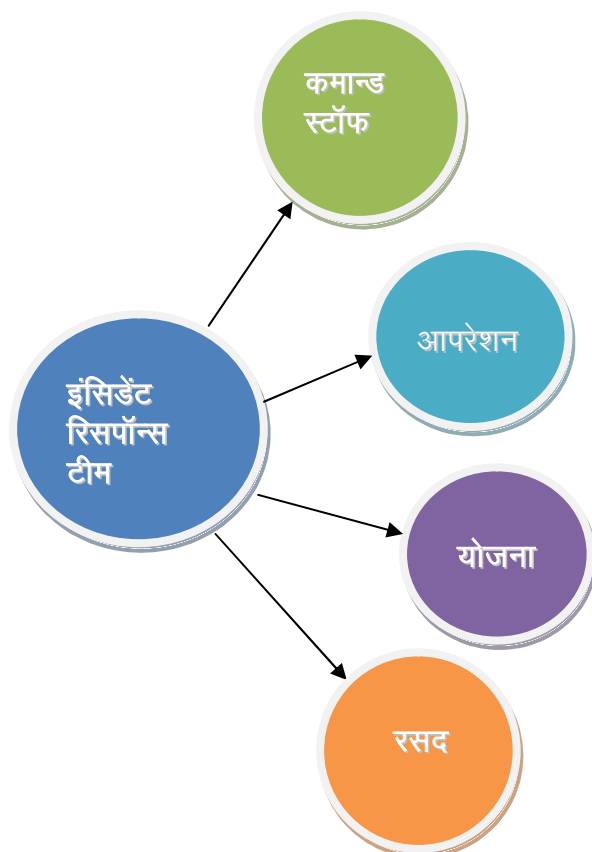 कमान्ड
स्टॉफ
आपरेशन
इंसिडेंट
रिसपॉन्स
टीम
योजना
रसद